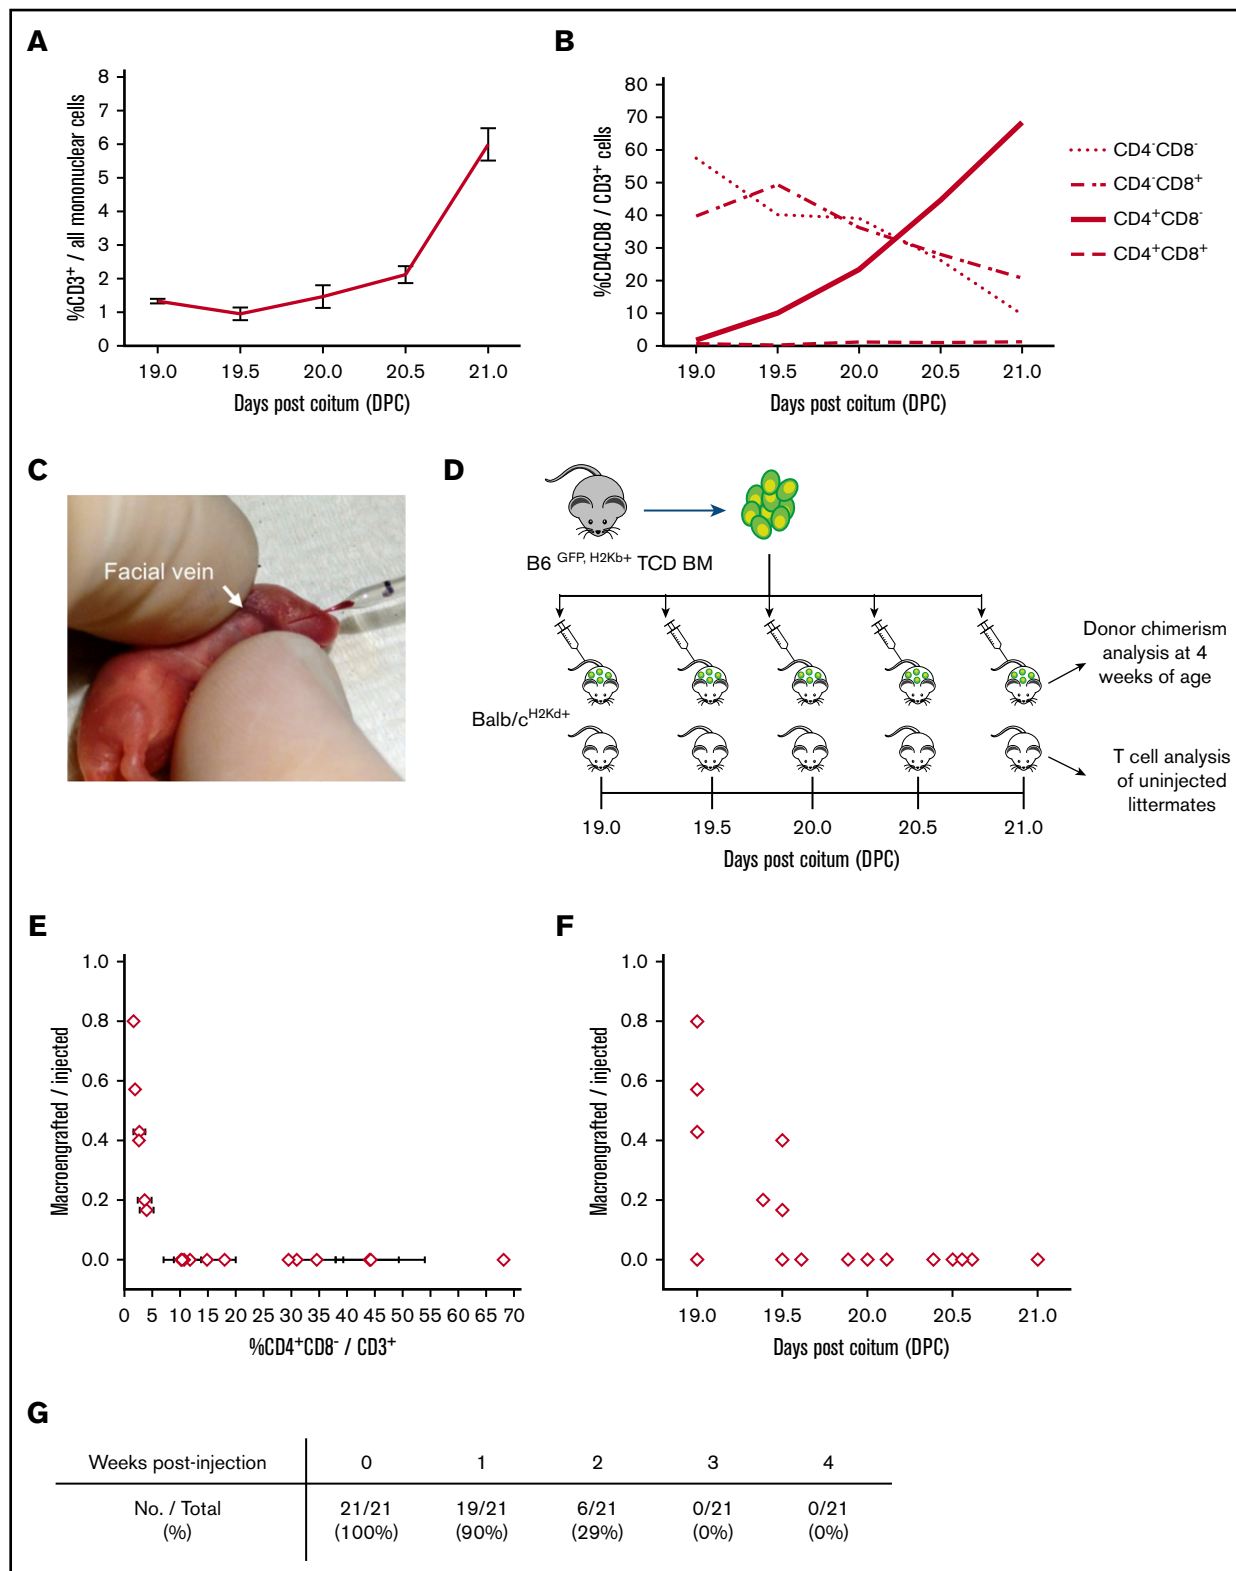 A
%CD3⁺ / all mononuclear cells
8
7
6
5
4
3
2
1
0
19.0 19.5 20.0 20.5 21.0
Days post coitum (DPC)
B
%CD4CD8 / CD3⁺ cells
80
70
60
50
40
30
20
10
0
19.0 19.5 20.0 20.5 21.0
Days post coitum (DPC)
CD4⁻CD8⁻
CD4⁻CD8⁺
CD4⁺CD8⁻
CD4⁺CD8⁺
C
Facial vein
D
B6 ᴳᶠᴾ, ᴴ²ᴷᵇ⁺ TCD BM
Balb/cᴴ²ᴷᵈ⁺
Donor chimerism
analysis at 4
weeks of age
T cell analysis
of uninjected
littermates
19.0 19.5 20.0 20.5 21.0
Days post coitum (DPC)
E
Macroengrafted / injected
1.0
0.8
0.6
0.4
0.2
0.0
0 5 10 15 20 25 30 35 40 45 50 55 60 65 70
%CD4⁺CD8⁻ / CD3⁺
F
Macroengrafted / injected
1.0
0.8
0.6
0.4
0.2
0.0
19.0 19.5 20.0 20.5 21.0
Days post coitum (DPC)
G
Weeks post-injection 0 1 2 3 4
No. / Total 21/21 19/21 6/21 0/21 0/21
(%) (100%) (90%) (29%) (0%) (0%)